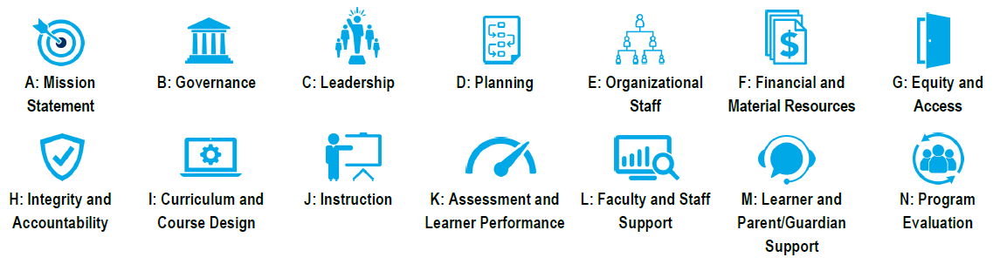 A: Mission
Statement
B: Governance
C: Leadership
D: Planning
E: Organizational
Staff
F: Financial and
Material Resources
G: Equity and
Access
H: Integrity and
Accountability
I: Curriculum and
Course Design
J: Instruction
K: Assessment and
Learner Performance
L: Faculty and Staff
Support
M: Learner and
Parent/Guardian
Support
N: Program
Evaluation